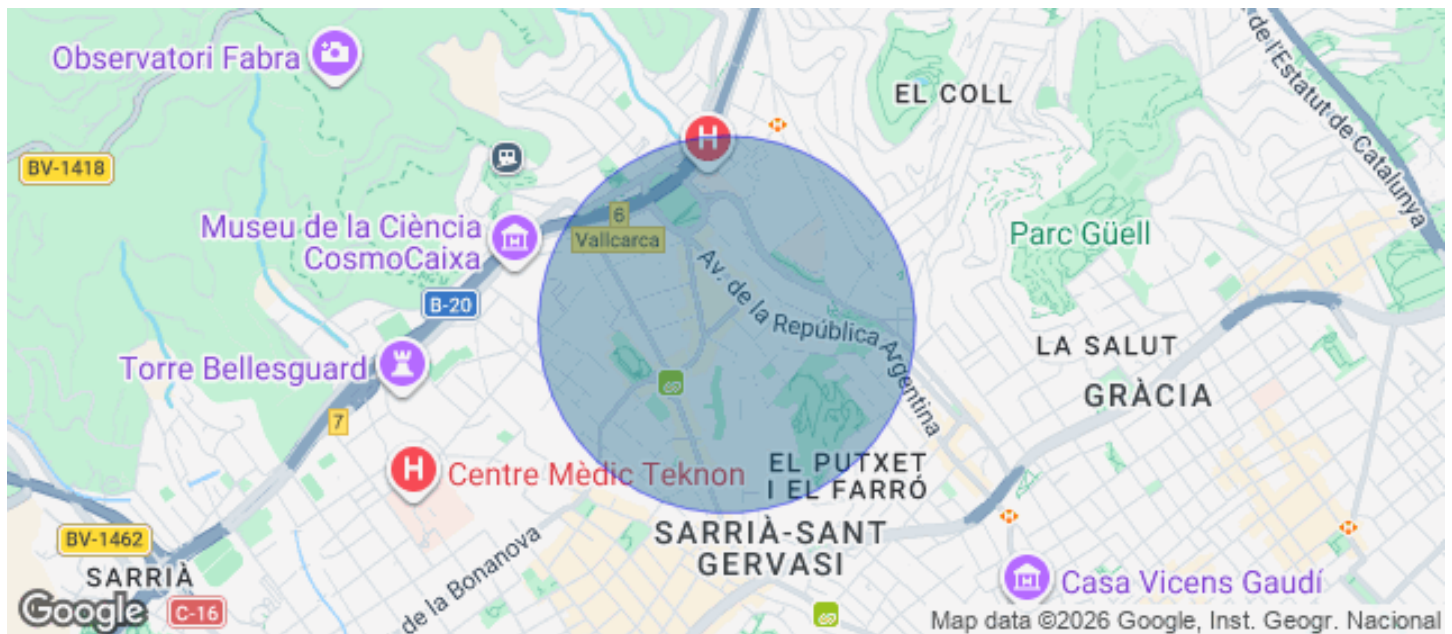 Observatori Fabra
EL COLL
de l'Estatut de Catalunya
BV-1418
H
6
Vallcarca
Museu de la Ciència
CosmoCaixa
Parc Güell
Av. de la República Argentina
B-20
LA SALUT
Torre Bellesguard
GRÀCIA
7
H
Centre Mèdic Teknon
EL PUTXET
I EL FARRÓ
SARRIÀ-SANT
GERVASI
BV-1462
SARRIÀ
de la Bonanova
Casa Vicens Gaudí
Google
C-16
Map data ©2026 Google, Inst. Geogr. Nacional